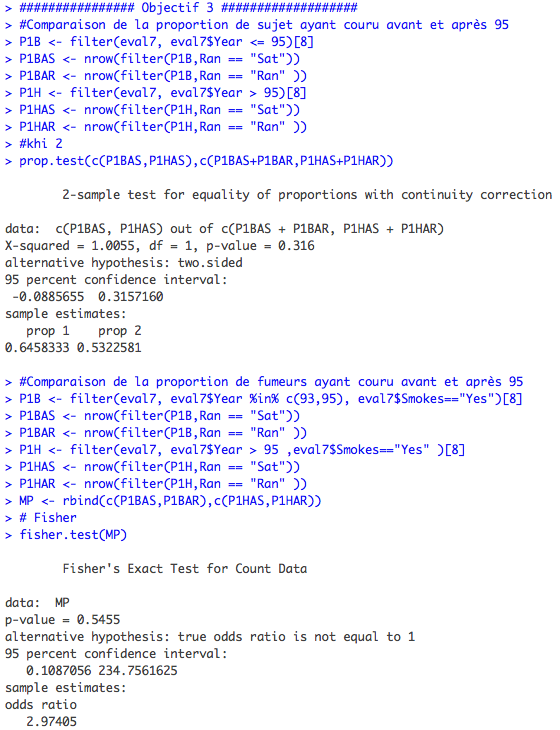 > ################ Objectif 3 ###################
> #Comparaison de la proportion de sujet ayant couru avant et après 95
> P1B <- filter(eval7, eval7$Year <= 95)[8]
> P1BAS <- nrow(filter(P1B,Ran == "Sat"))
> P1BAR <- nrow(filter(P1B,Ran == "Ran" ))
> P1H <- filter(eval7, eval7$Year > 95)[8]
> P1HAS <- nrow(filter(P1H,Ran == "Sat"))
> P1HAR <- nrow(filter(P1H,Ran == "Ran" ))
> #khi 2
> prop.test(c(P1BAS,P1HAS),c(P1BAS+P1BAR,P1HAS+P1HAR))
2-sample test for equality of proportions with continuity correction
data:  c(P1BAS, P1HAS) out of c(P1BAS + P1BAR, P1HAS + P1HAR)
X-squared = 1.0055, df = 1, p-value = 0.316
alternative hypothesis: two.sided
95 percent confidence interval:
 -0.0885655  0.3157160
sample estimates:
   prop 1    prop 2
0.6458333 0.5322581
> #Comparaison de la proportion de fumeurs ayant couru avant et après 95
> P1B <- filter(eval7, eval7$Year %in% c(93,95), eval7$Smokes=="Yes")[8]
> P1BAS <- nrow(filter(P1B,Ran == "Sat"))
> P1BAR <- nrow(filter(P1B,Ran == "Ran" ))
> P1H <- filter(eval7, eval7$Year > 95 ,eval7$Smokes=="Yes" )[8]
> P1HAS <- nrow(filter(P1H,Ran == "Sat"))
> P1HAR <- nrow(filter(P1H,Ran == "Ran" ))
> MP <- rbind(c(P1BAS,P1BAR),c(P1HAS,P1HAR))
> # Fisher
> fisher.test(MP)
Fisher's Exact Test for Count Data
data:  MP
p-value = 0.5455
alternative hypothesis: true odds ratio is not equal to 1
95 percent confidence interval:
   0.1087056 234.7561625
sample estimates:
odds ratio
   2.97405